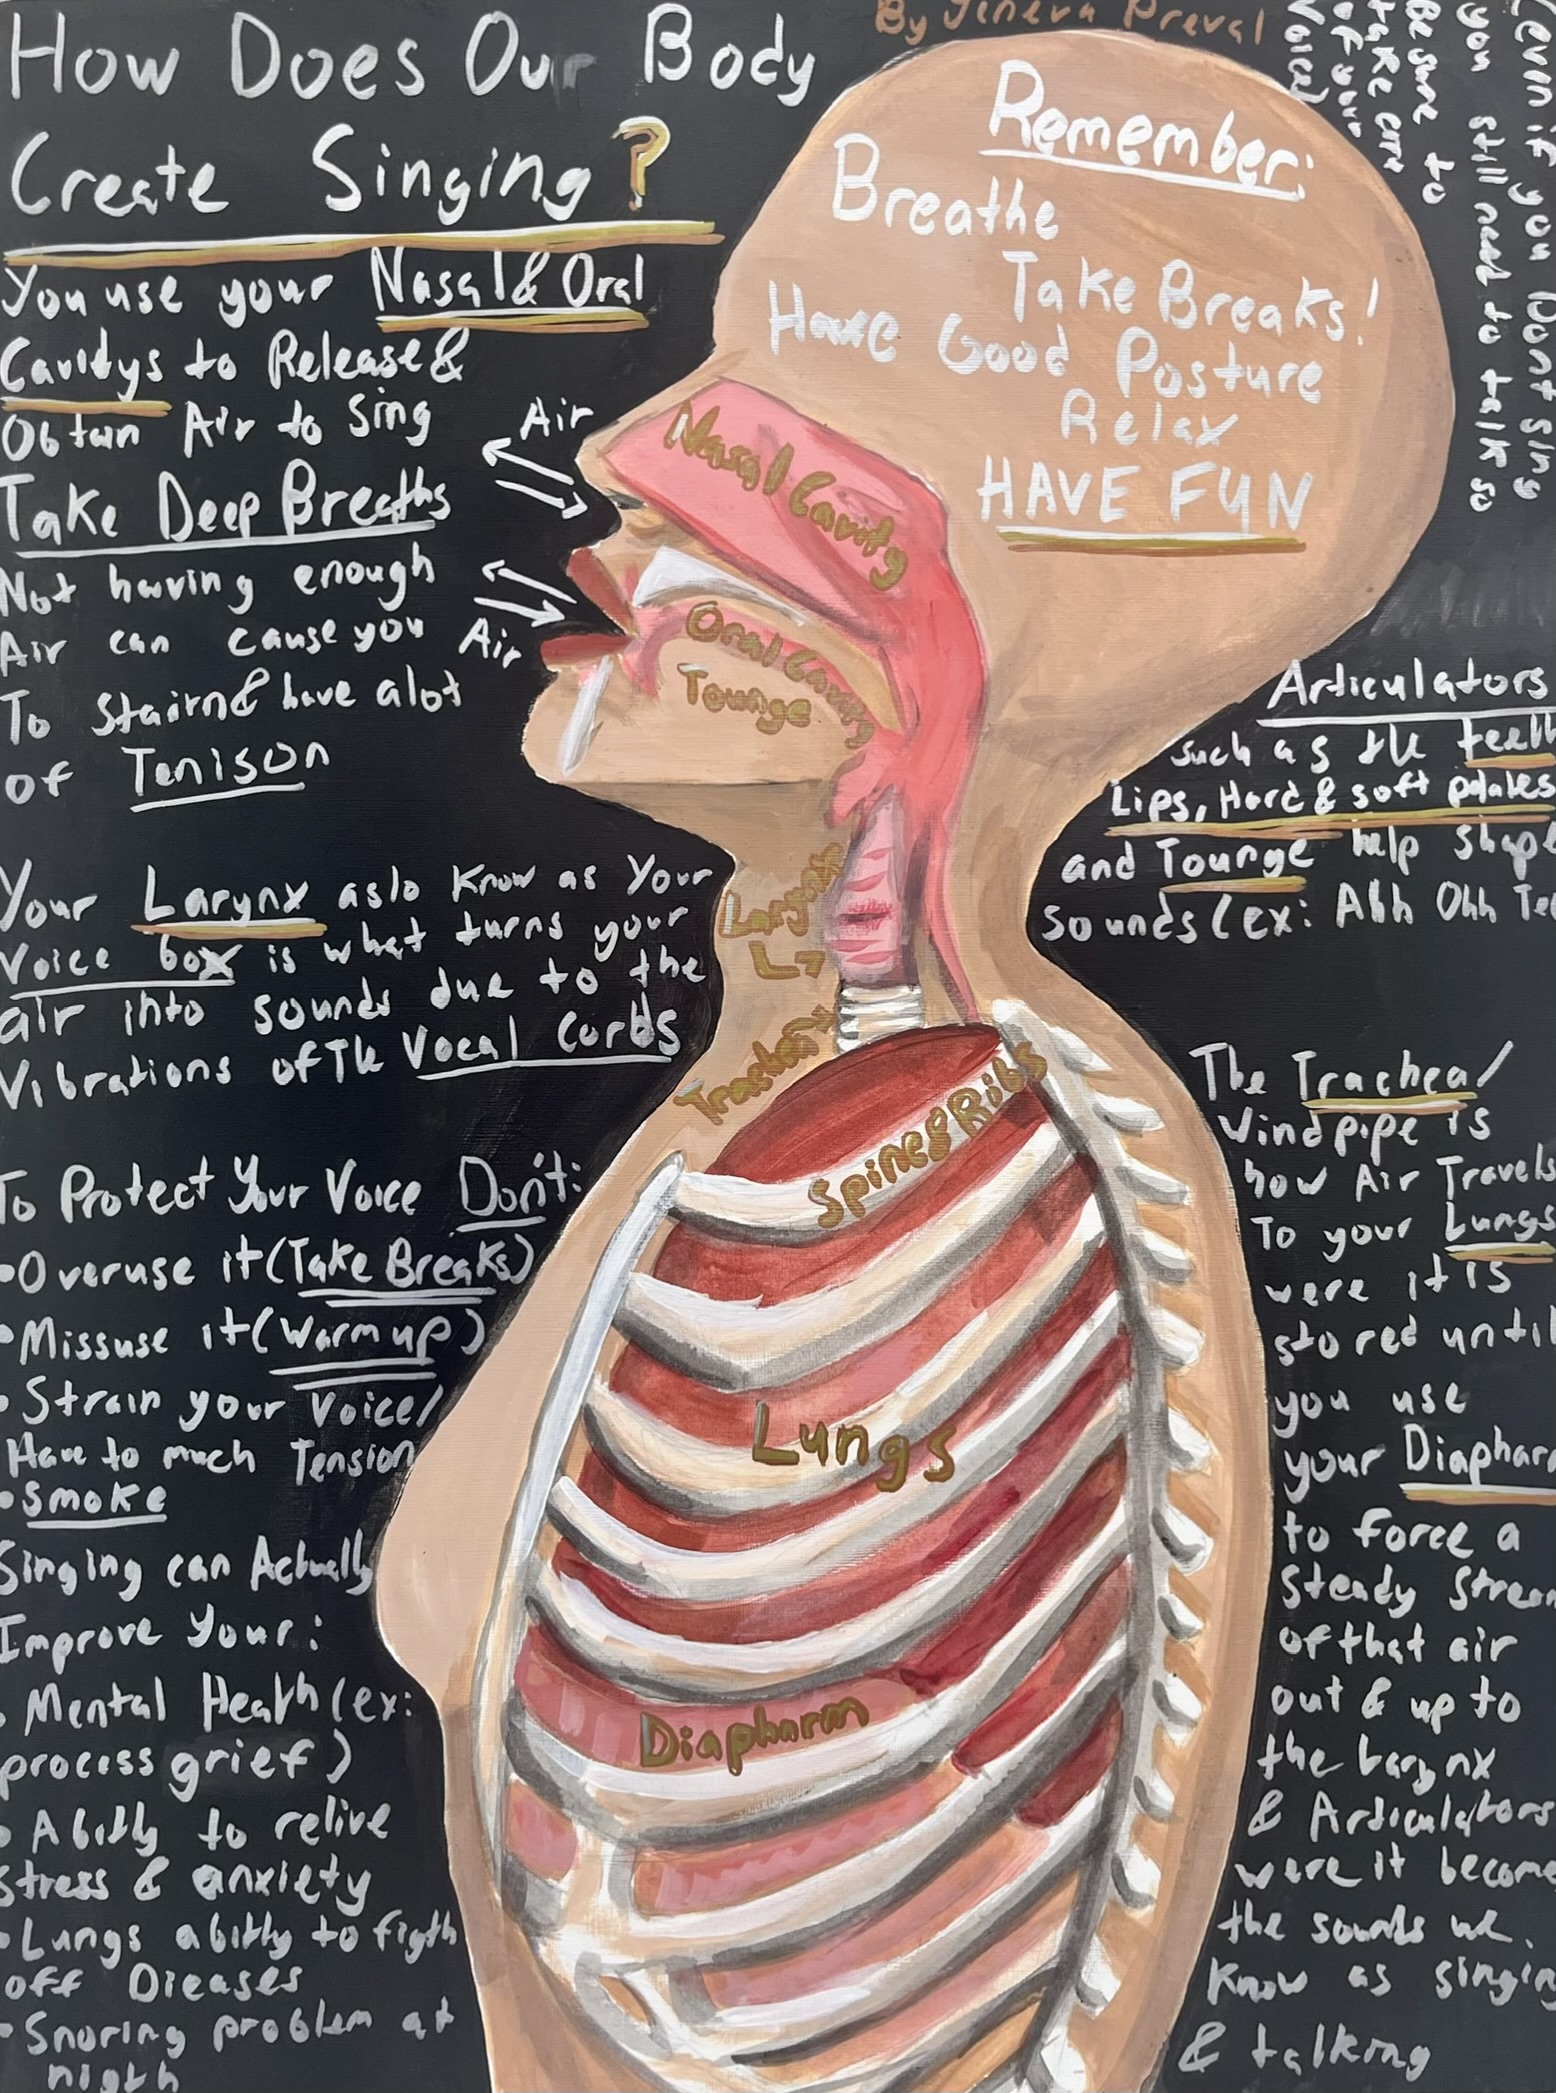 How Does Our Body
Create Singing?
By Jineva Preval
You use your Nasal & Oral
Cavitys to Release &
Obtain Air to Sing
Take Deep Breaths
Not having enough
Air can cause you
To Stairn & have alot
of Tenison
Your Larynx aslo Know as Your
Voice box is what turns your
air into sounds due to the
Vibrations of The Vocal Cords
To Protect Your Voice Don't:
•Overuse it (Take Breaks)
•Missuse it (Warm up)
•Strain your Voice/
Have to much Tension
•Smoke
Singing can Actually
Improve Your:
•Mental Health (ex:
process grief)
•Abitly to relive
Stress & anxiety
•Lungs abitly to figth
off Dieases
•Snoring problem at
nigth
Remember:
Breathe
Take Breaks!
Have Good Posture
Relax
HAVE FUN
Air
Air
Nasal Cavity
Oral Cavity
Tounge
Larynx
Trachea
Spine & Ribs
Lungs
Diapharm
(evin if you Dont Sing
you still need to talk so
Be sure to
take care
of your
Voice)
Articulators
such as the teeth
Lips, Hard & soft palates
and Tounge help shape
Sounds (ex: Ahh Ohh Tee
The Trachea/
Vindpipe is
how Air Travels
To your Lungs
were it is
stored until
you use
your Diapharm
to force a
Steady Stream
of that air
out & up to
the Larynx
& Articulators
were it become
the sounds we
Know as singing
& talking